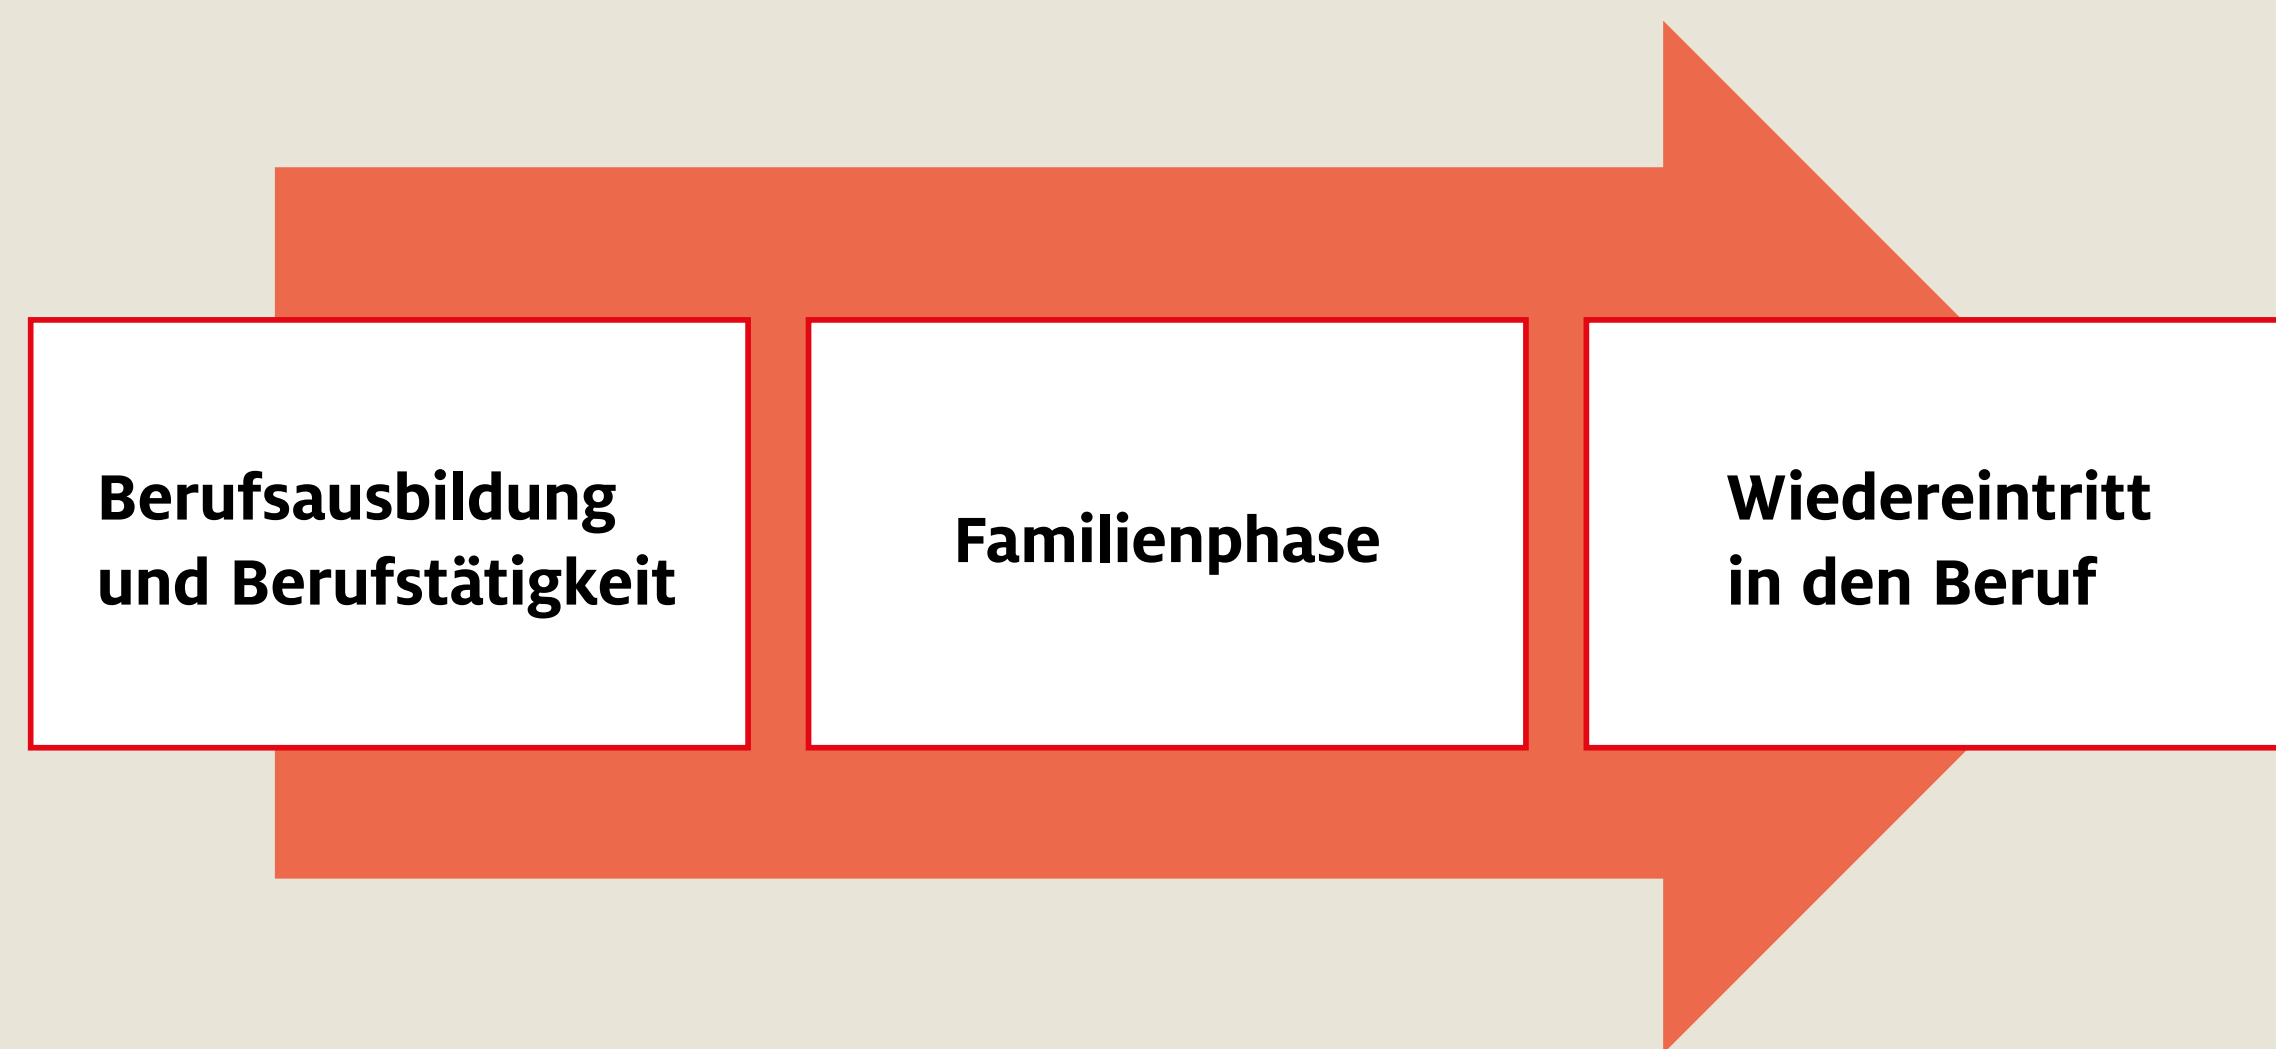 Berufsausbildung
und Berufstätigkeit
Familienphase
Wiedereintritt
in den Beruf